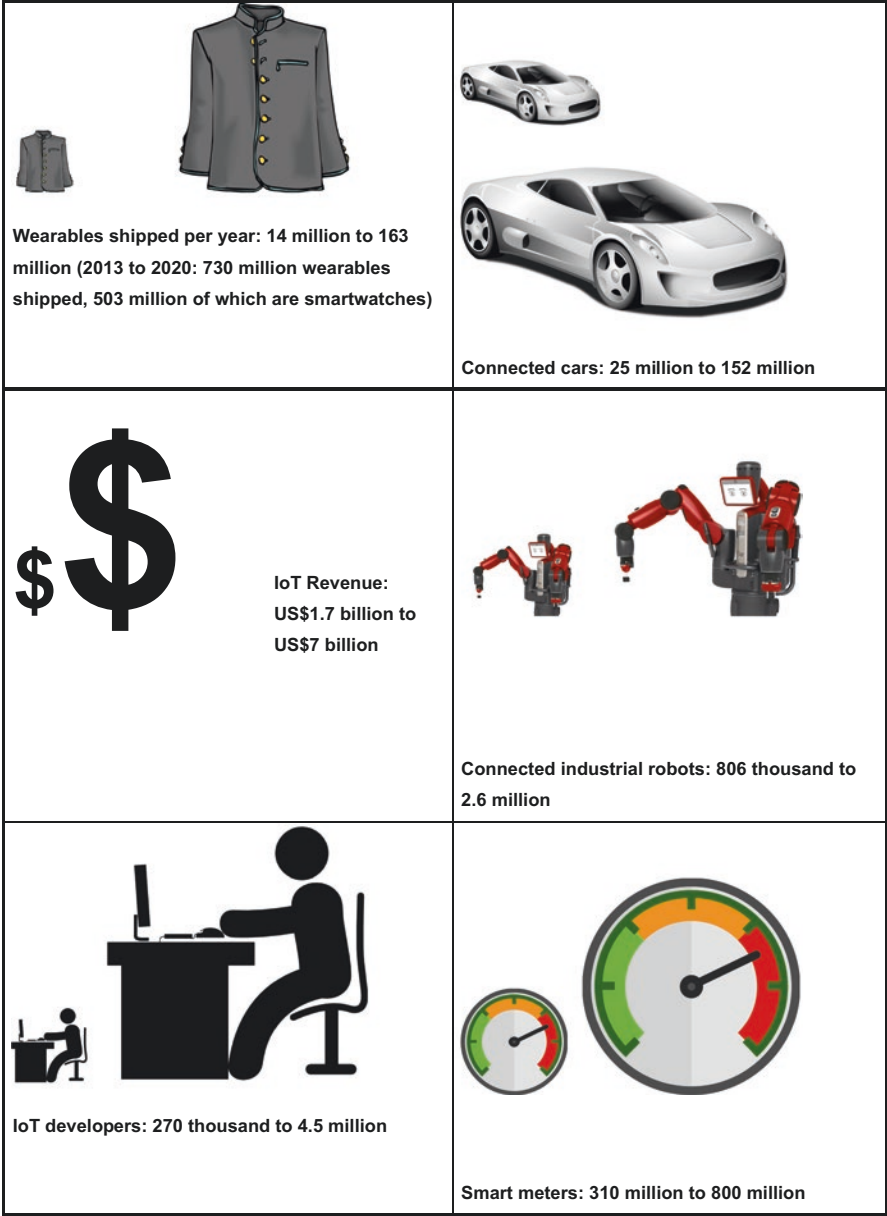 Wearables shipped per year: 14 million to 163
million (2013 to 2020: 730 million wearables
shipped, 503 million of which are smartwatches)
Connected cars: 25 million to 152 million
$
$
IoT Revenue:
US$1.7 billion to
US$7 billion
Connected industrial robots: 806 thousand to
2.6 million
IoT developers: 270 thousand to 4.5 million
Smart meters: 310 million to 800 million